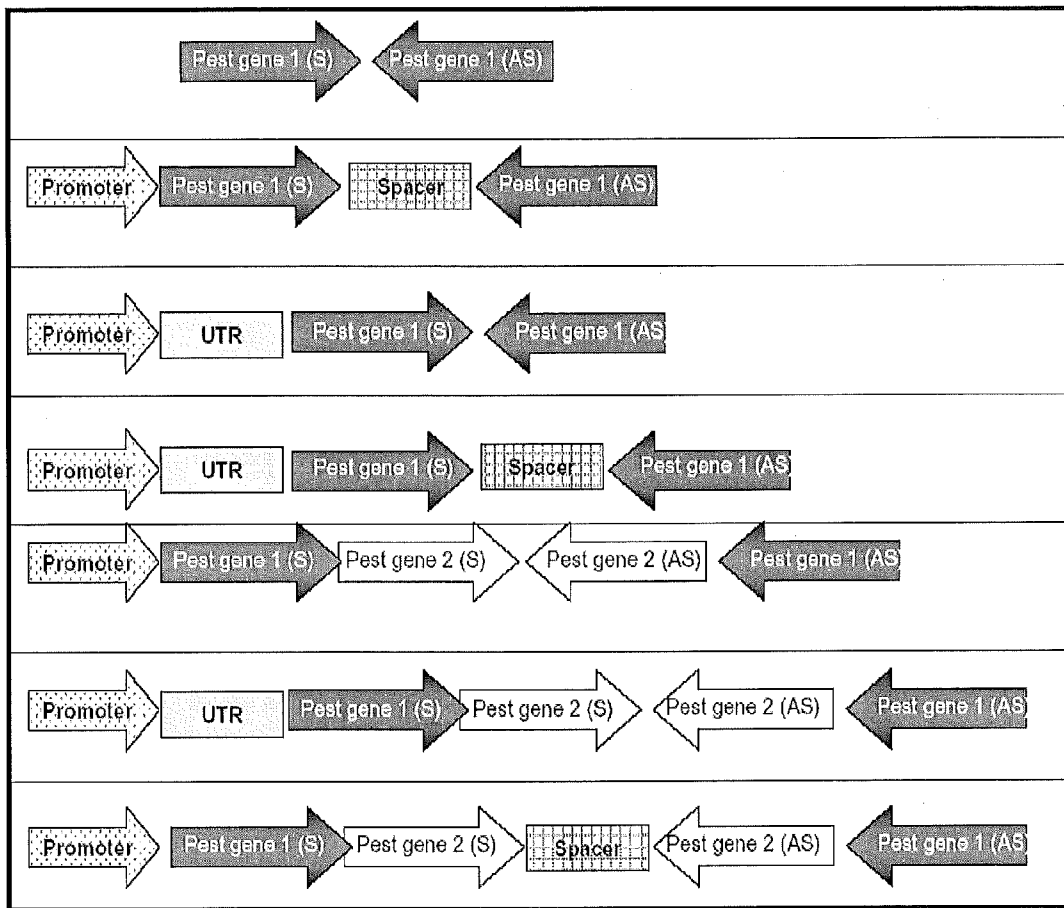 Pest gene 1 (S) Pest gene 1 (AS)
Promoter Pest gene 1 (S) Spacer Pest gene 1 (AS)
Promoter UTR Pest gene 1 (S) Pest gene 1 (AS
Promoter UTR Pest gene 1 (S) Spacer Pest gene 1 (AS
Promoter Pest gene 1 (S) Pest gene 2 (S) Pest gene 2 (AS) Pest gene 1 (AS
Promoter UTR Pest gene 1 (S) Pest gene 2 (S) Pest gene 2 (AS) Pest gene 1 (AS
Promoter Pest gene 1 (S) Pest gene 2 (S) Spacer Pest gene 2 (AS) Pest gene 1 (AS